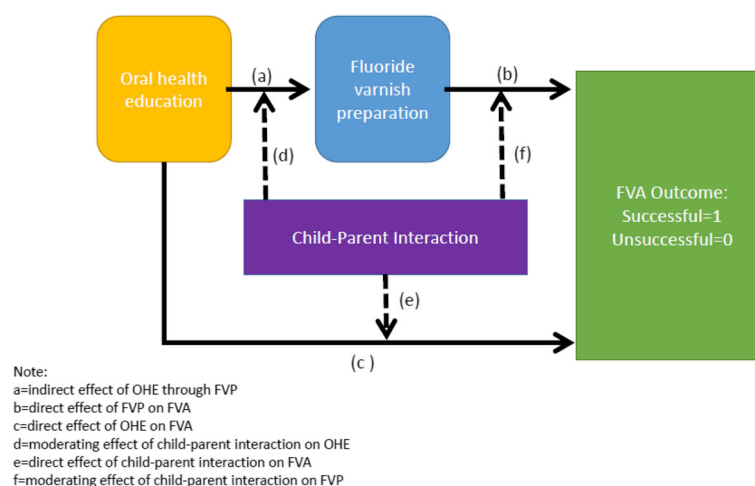 Oral health
education
(a)
Fluoride
varnish
preparation
(b)
(d)
(f)
FVA Outcome:
Successful=1
Unsuccessful=0
Child-Parent Interaction
(e)
(c )
Note:
a=indirect effect of OHE through FVP
b=direct effect of FVP on FVA
c=direct effect of OHE on FVA
d=moderating effect of child-parent interaction on OHE
e=direct effect of child-parent interaction on FVA
f=moderating effect of child-parent interaction on FVP